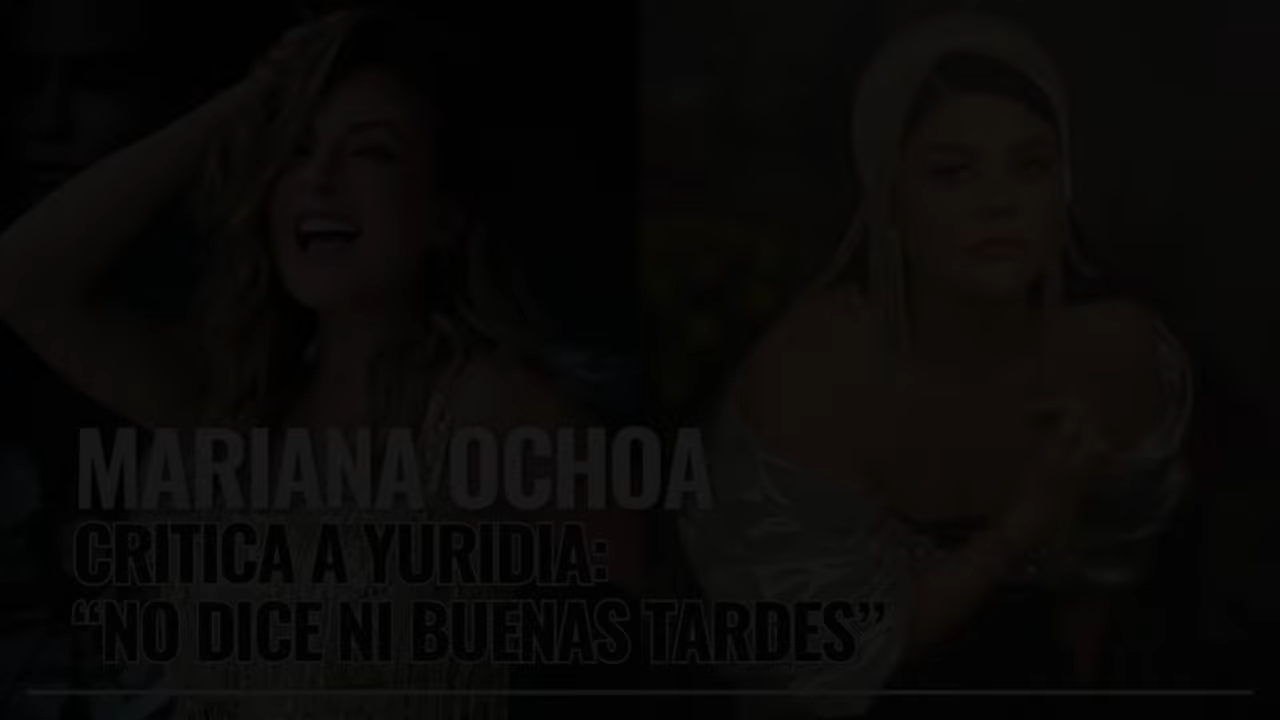 MARIANA OCHOA
CRITICA A YURIDIA:
“NO DICE NI BUENAS TARDES”